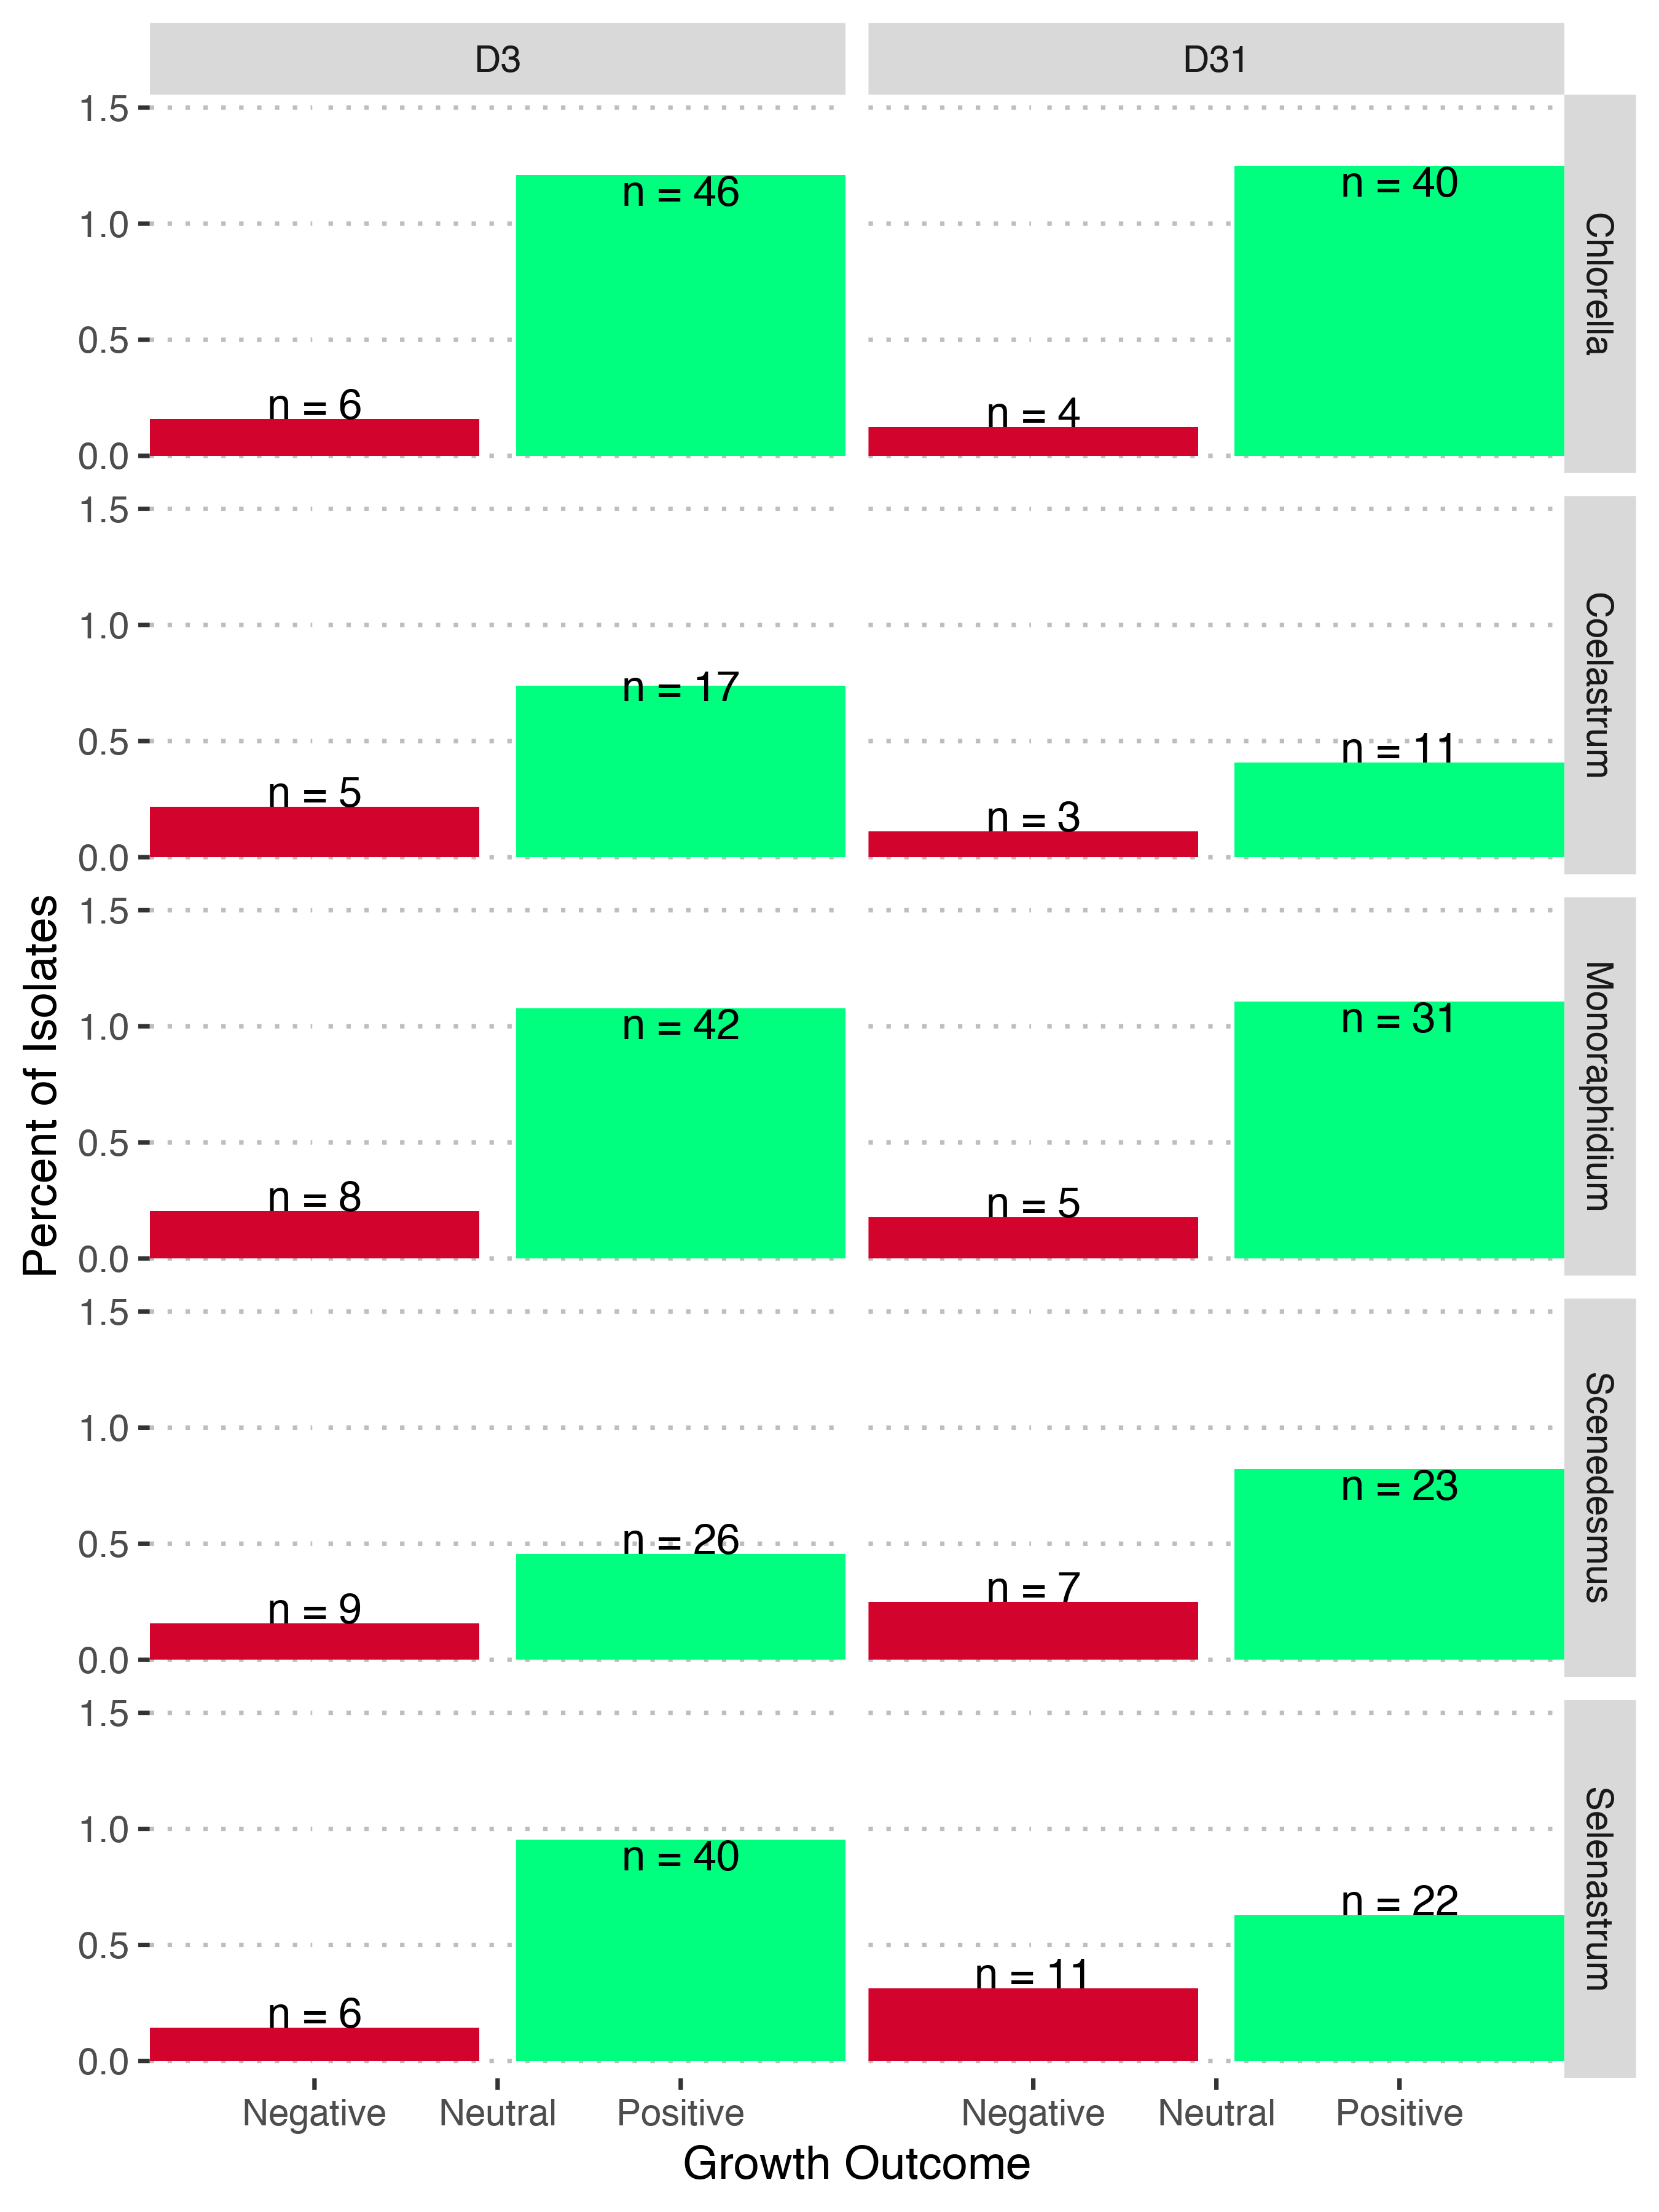 D3 D31
1.5
1.0
0.5
0.0
n = 46
n = 6
n = 40
n = 4
Chlorella
1.5
1.0
0.5
0.0
n = 17
n = 5
n = 11
n = 3
Coelastrum
1.5
1.0
0.5
0.0
n = 42
n = 8
n = 31
n = 5
Monoraphidium
1.5
1.0
0.5
0.0
n = 26
n = 9
n = 23
n = 7
Scenedesmus
1.5
1.0
0.5
0.0
n = 40
n = 6
n = 22
n = 11
Selenastrum
Percent of Isolates
Negative Neutral Positive Negative Neutral Positive
Growth Outcome